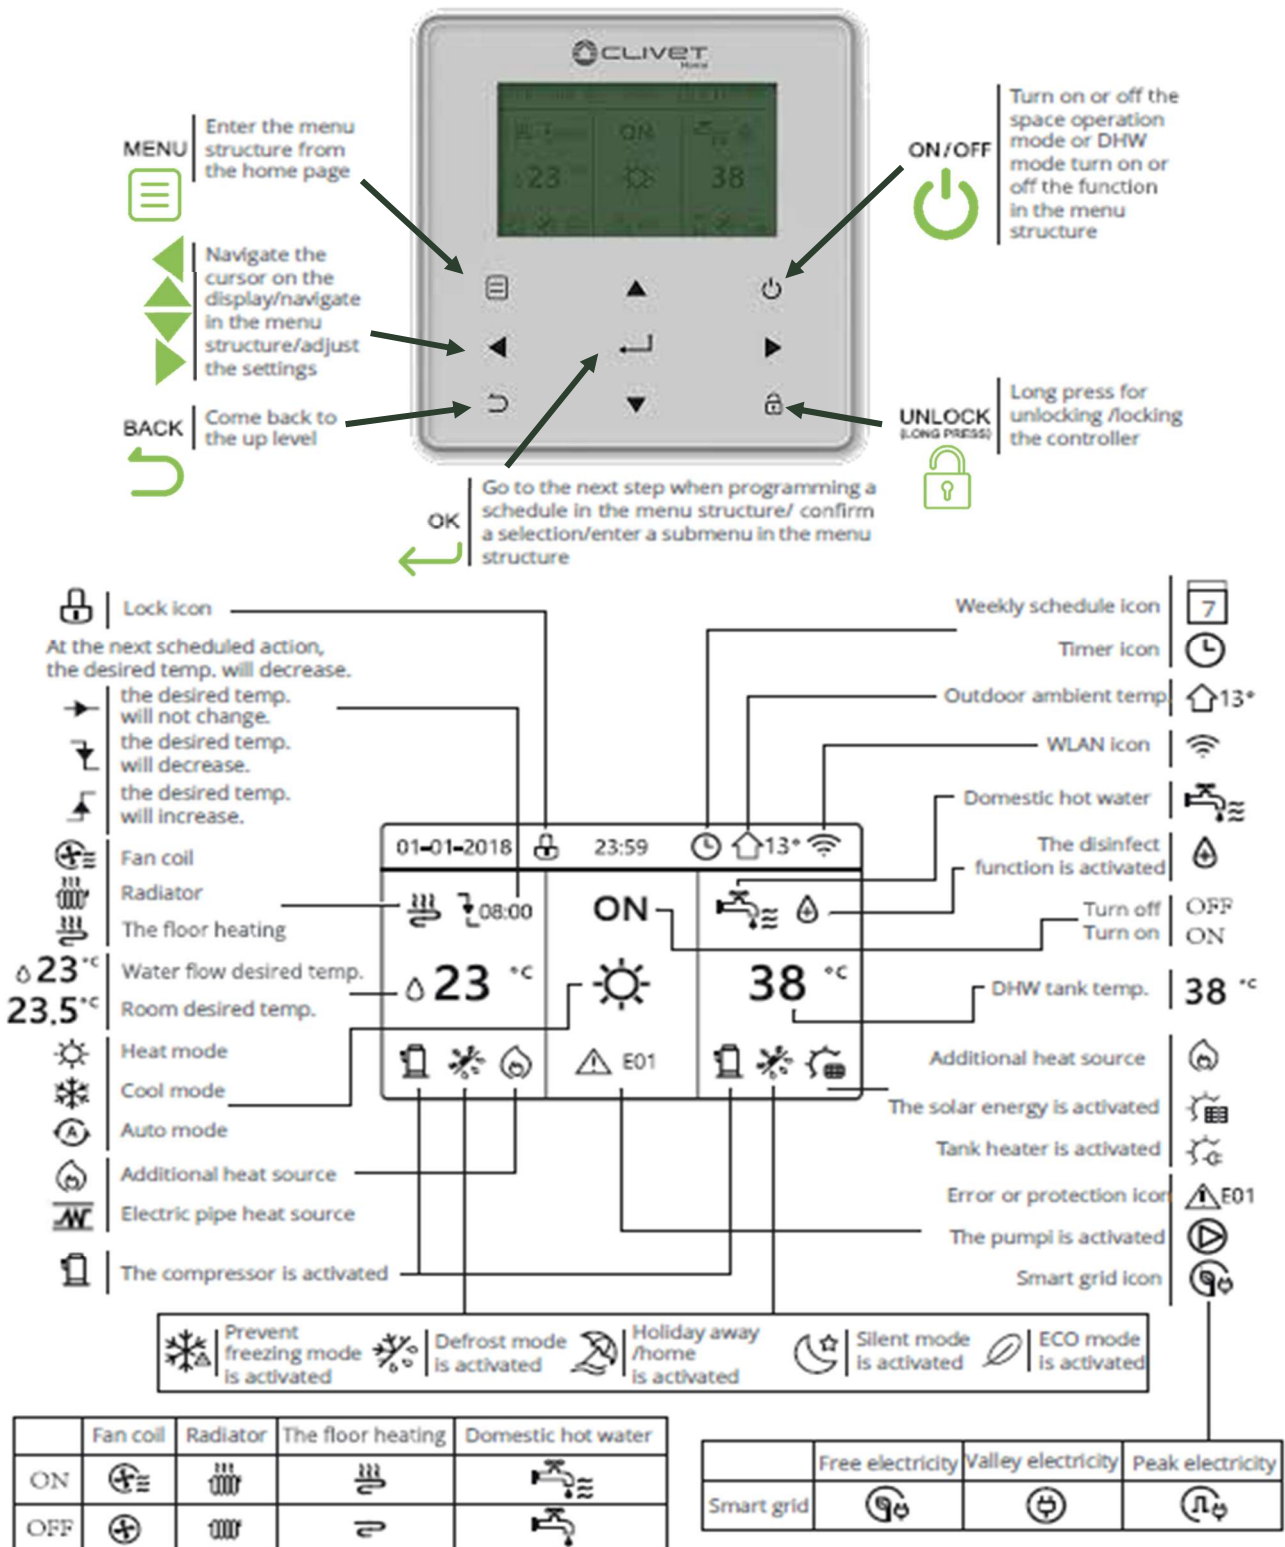 CLIVET
Home
ON
23
38
MENU
Enter the menu
structure from
the home page
Navigate the
cursor on the
display/navigate
in the menu
structure/adjust
the settings
BACK
Come back to
the up level
OK
Go to the next step when programming a
schedule in the menu structure/ confirm
a selection/enter a submenu in the menu
structure
ON/OFF
Turn on or off the
space operation
mode or DHW
mode turn on or
off the function
in the menu
structure
UNLOCK
(LONG PRESS)
Long press for
unlocking /locking
the controller
Lock icon
At the next scheduled action,
the desired temp. will decrease.
the desired temp.
will not change.
the desired temp.
will decrease.
the desired temp.
will increase.
Fan coil
Radiator
The floor heating
23°C
Water flow desired temp.
23.5°C
Room desired temp.
Heat mode
Cool mode
Auto mode
Additional heat source
Electric pipe heat source
The compressor is activated
01-01-2018
23:59
13°
08:00
ON
23 °C
38 °C
E01
Weekly schedule icon
7
Timer icon
Outdoor ambient temp
13°
WLAN icon
Domestic hot water
The disinfect
function is activated
Turn off
OFF
Turn on
ON
DHW tank temp.
38 °C
Additional heat source
The solar energy is activated
Tank heater is activated
Error or protection icon
E01
The pumpi is activated
Smart grid icon
Prevent
freezing mode
is activated
Defrost mode
is activated
Holiday away
/home
is activated
Silent mode
is activated
ECO mode
is activated
Fan coil Radiator The floor heating Domestic hot water
ON
OFF
Free electricity Valley electricity Peak electricity
Smart grid